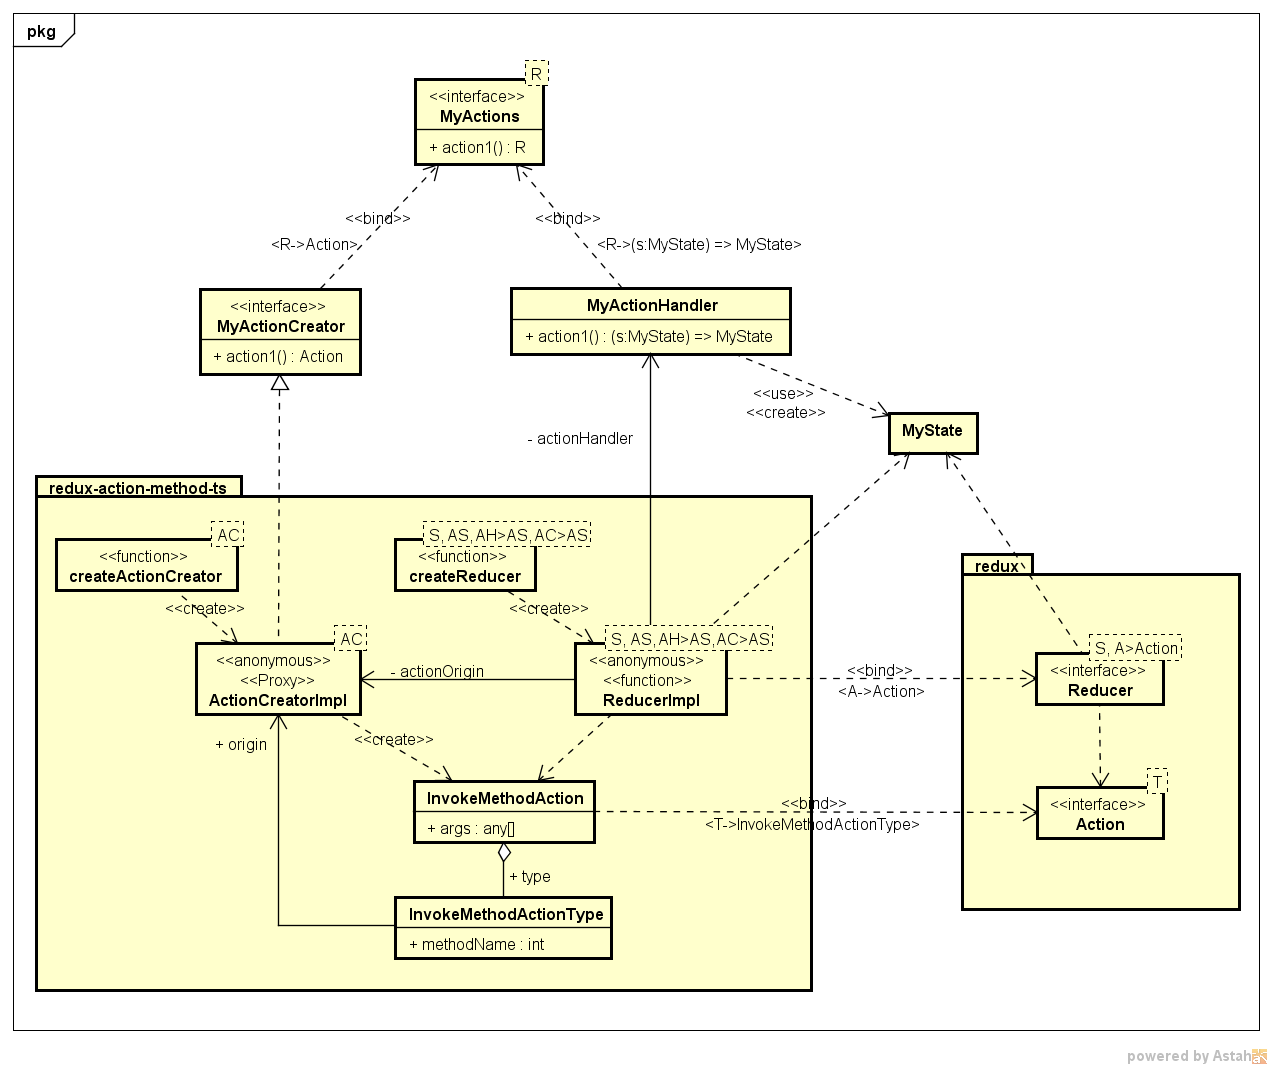 pkg
R
<<interface>>
MyActions
+ action1() : R
<<bind>>
<R->Action>
<<bind>>
<R->(s:MyState) => MyState>
<<interface>>
MyActionCreator
+ action1() : Action
MyActionHandler
+ action1() : (s:MyState) => MyState
<<use>>
<<create>>
MyState
- actionHandler
redux-action-method-ts
AC
<<function>>
createActionCreator
S, AS, AH>AS, AC>AS
<<function>>
createReducer
<<create>>
<<create>>
AC
<<anonymous>>
<<Proxy>>
ActionCreatorImpl
- actionOrigin
S, AS, AH>AS,AC>AS
<<anonymous>>
<<function>>
ReducerImpl
<<bind>>
<A->Action>
redux
S, A>Action
<<interface>>
Reducer
+ origin
<<create>>
InvokeMethodAction
+ args : any[]
<<bind>>
<T->InvokeMethodActionType>
T
<<interface>>
Action
+ type
InvokeMethodActionType
+ methodName : int
powered by Astah